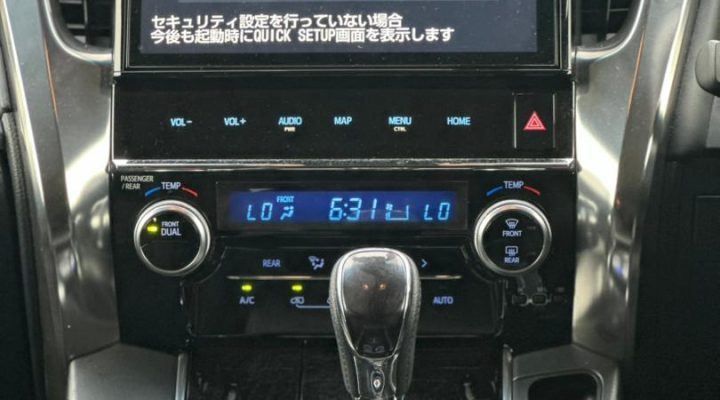 セキュリティ設定を行っていない場合
今後も起動時にQUICK SETUP画面を表示します
VOL- VOL+ AUDIO MAP MENU HOME
PWR CTRL
PASSENGER
/REAR
TEMP TEMP
FRONT
DUAL
LO FRONT 6:31 LO
FRONT
REAR
REAR
A/C AUTO